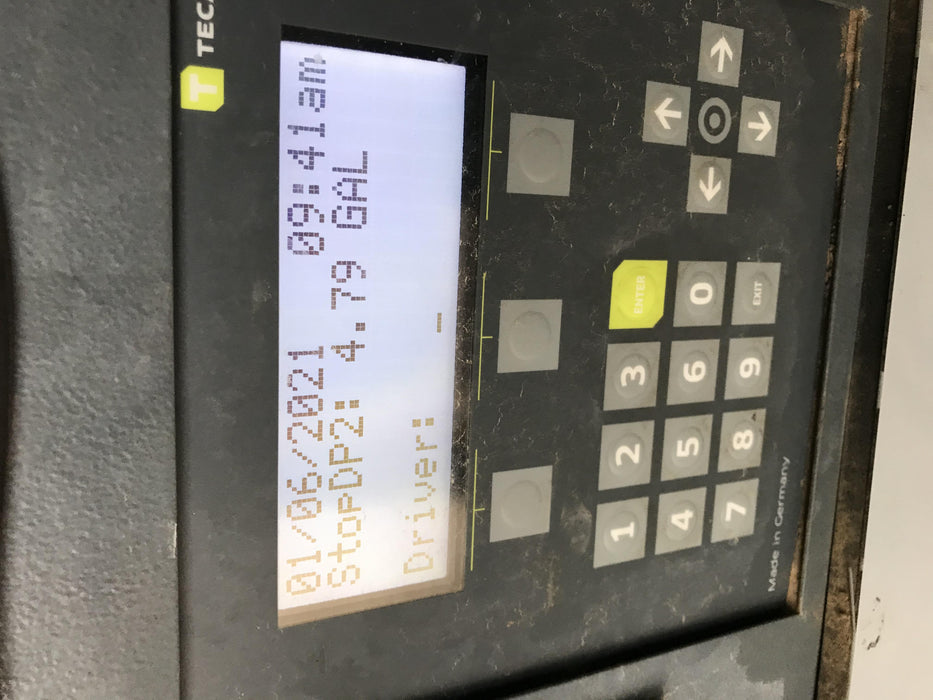 TECA
01/06/2021 09:41am
StopDP2: 4.79 GAL
Driver: _
1 2 3 ENTER
4 5 6 0
7 8 9 EXIT
Made in Germany